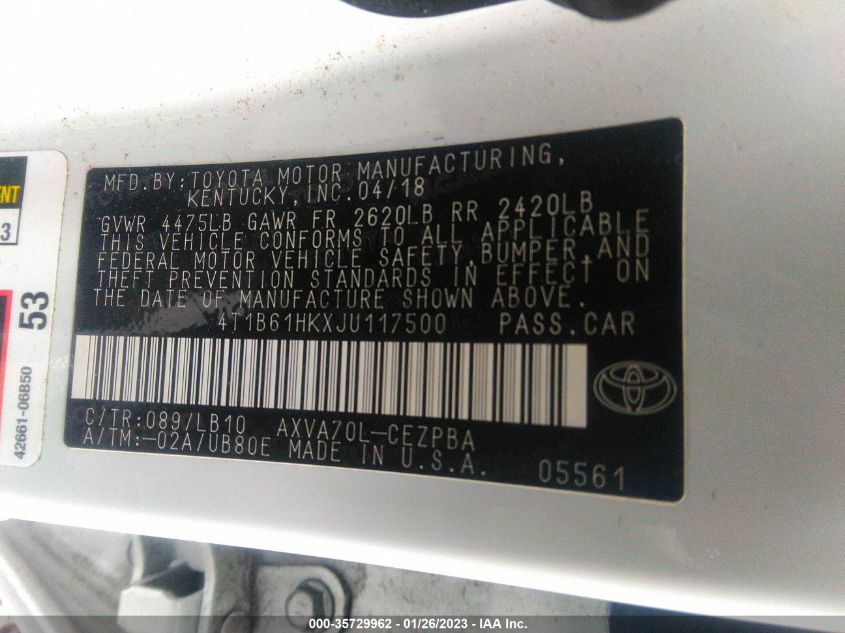 MFD.BY:TOYOTA MOTOR MANUFACTURING,
KENTUCKY,INC.04/18
GVWR 4475LB GAWR FR 2620LB RR 2420LB
THIS VEHICLE CONFORMS TO ALL APPLICABLE
FEDERAL MOTOR VEHICLE SAFETY,BUMPER,AND
THEFT PREVENTION STANDARDS IN EFFECT ON
THE DATE OF MANUFACTURE SHOWN ABOVE.
4T1B61HKXJU117500 PASS.CAR
C/TR:089/LB10 AXVA70L-CEZPBA
A/TM:-02A/UB80E MADE IN U.S.A. 05561
53
42661-06B50
000-35729962 - 01/26/2023 - IAA Inc.